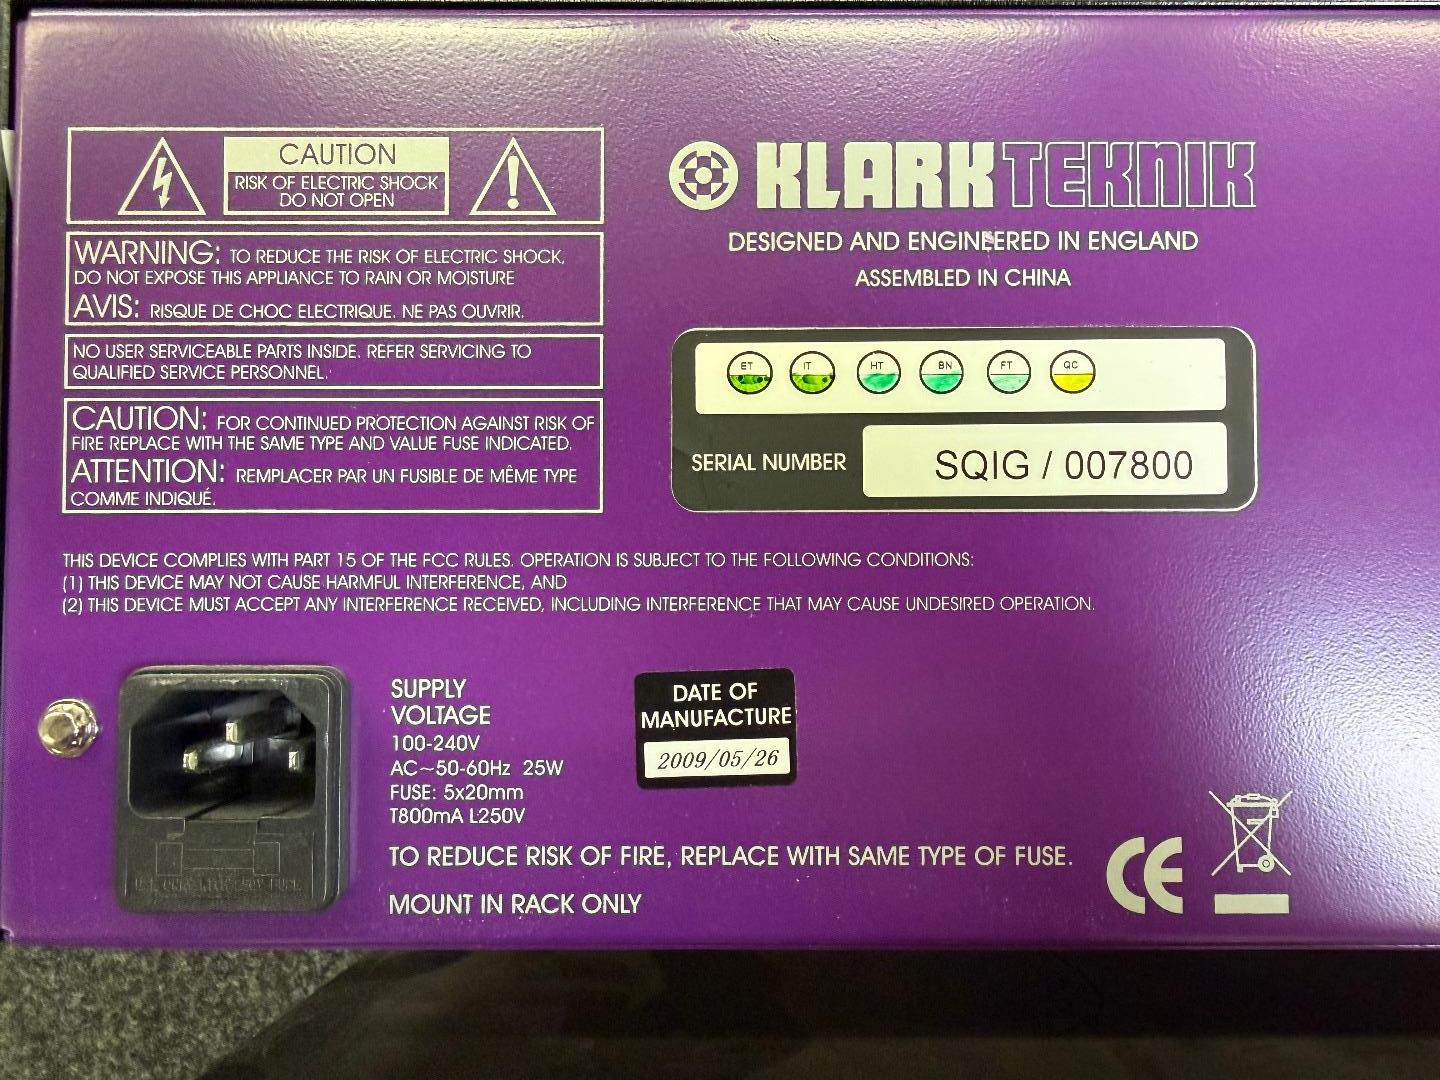 CAUTION
RISK OF ELECTRIC SHOCK
DO NOT OPEN
WARNING: TO REDUCE THE RISK OF ELECTRIC SHOCK,
DO NOT EXPOSE THIS APPLIANCE TO RAIN OR MOISTURE
AVIS: RISQUE DE CHOC ELECTRIQUE. NE PAS OUVRIR.
NO USER SERVICEABLE PARTS INSIDE. REFER SERVICING TO
QUALIFIED SERVICE PERSONNEL.
CAUTION: FOR CONTINUED PROTECTION AGAINST RISK OF
FIRE REPLACE WITH THE SAME TYPE AND VALUE FUSE INDICATED.
ATTENTION: REMPLACER PAR UN FUSIBLE DE MÊME TYPE
COMME INDIQUÉ.
KLARK TEKNIK
DESIGNED AND ENGINEERED IN ENGLAND
ASSEMBLED IN CHINA
ET IT HT BN FT QC
SERIAL NUMBER SQIG / 007800
THIS DEVICE COMPLIES WITH PART 15 OF THE FCC RULES. OPERATION IS SUBJECT TO THE FOLLOWING CONDITIONS:
(1) THIS DEVICE MAY NOT CAUSE HARMFUL INTERFERENCE, AND
(2) THIS DEVICE MUST ACCEPT ANY INTERFERENCE RECEIVED, INCLUDING INTERFERENCE THAT MAY CAUSE UNDESIRED OPERATION.
SUPPLY
VOLTAGE
100-240V
AC~50-60Hz 25W
FUSE: 5x20mm
T800mA L250V
DATE OF
MANUFACTURE
2009/05/26
TO REDUCE RISK OF FIRE, REPLACE WITH SAME TYPE OF FUSE.
MOUNT IN RACK ONLY
CE